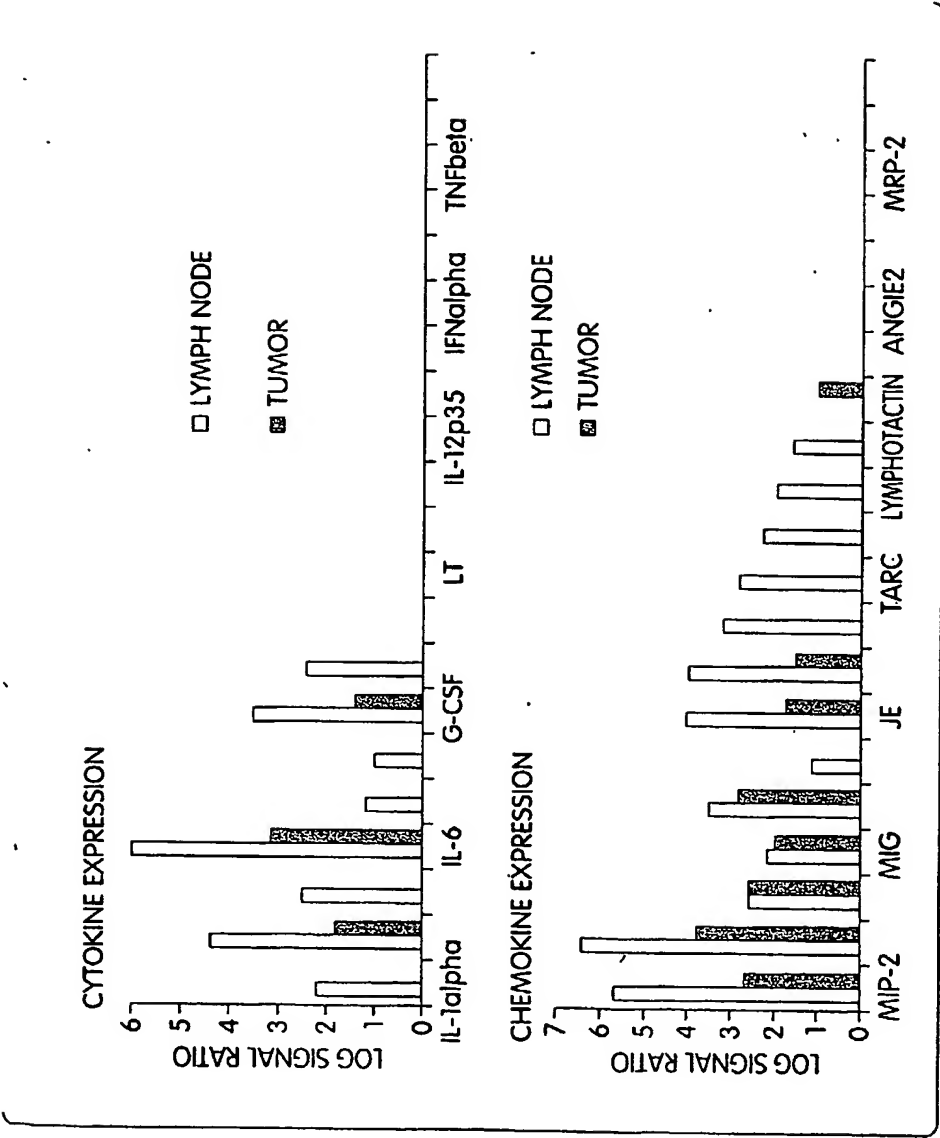 CYTOKINE EXPRESSION
LOG SIGNAL RATIO
6
5
4
3
2
1
0
IL-1alpha
IL-6
G-CSF
LT
IL-12p35
IFNalpha
TNFbeta
LYMPH NODE
TUMOR
CHEMOKINE EXPRESSION
LOG SIGNAL RATIO
7
6
5
4
3
2
1
0
MIP-2
MIG
JE
TARC
LYMPHOTACTIN
ANGIE2
MRP-2
LYMPH NODE
TUMOR